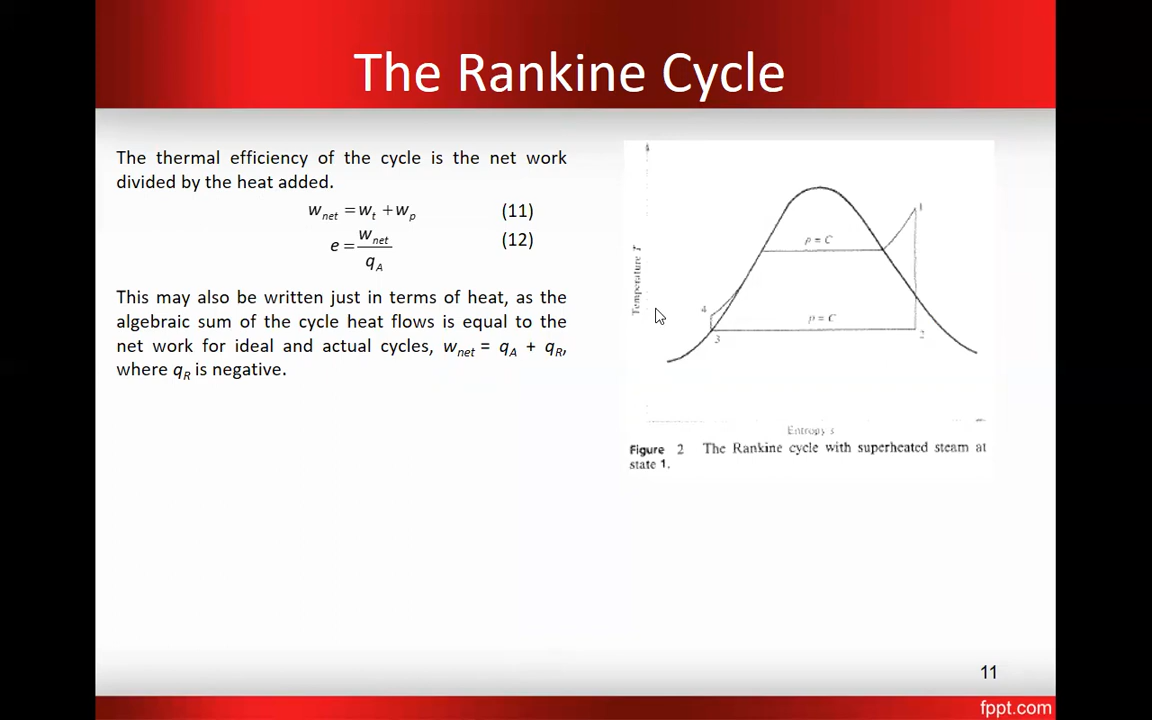 The Rankine Cycle
The thermal efficiency of the cycle is the net work
divided by the heat added.
w_net = w_t + w_p (11)
e = w_net / q_A (12)
This may also be written just in terms of heat, as the
algebraic sum of the cycle heat flows is equal to the
net work for ideal and actual cycles, w_net = q_A + q_R,
where q_R is negative.
Temperature T
1
p = C
4
p = C
3
2
Entropy s
Figure 2 The Rankine cycle with superheated steam at
state 1.
11
fppt.com